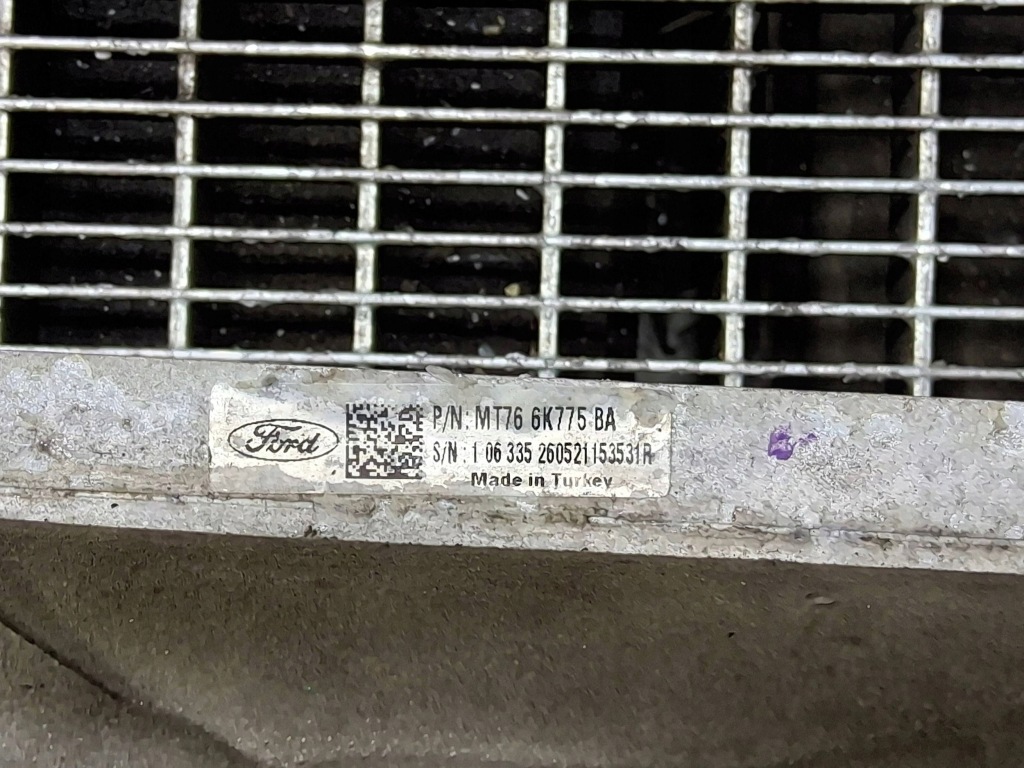 Ford
P/N: MT76 6K775 BA
S/N : 1 06 335 260521153531R
Made in Turkey